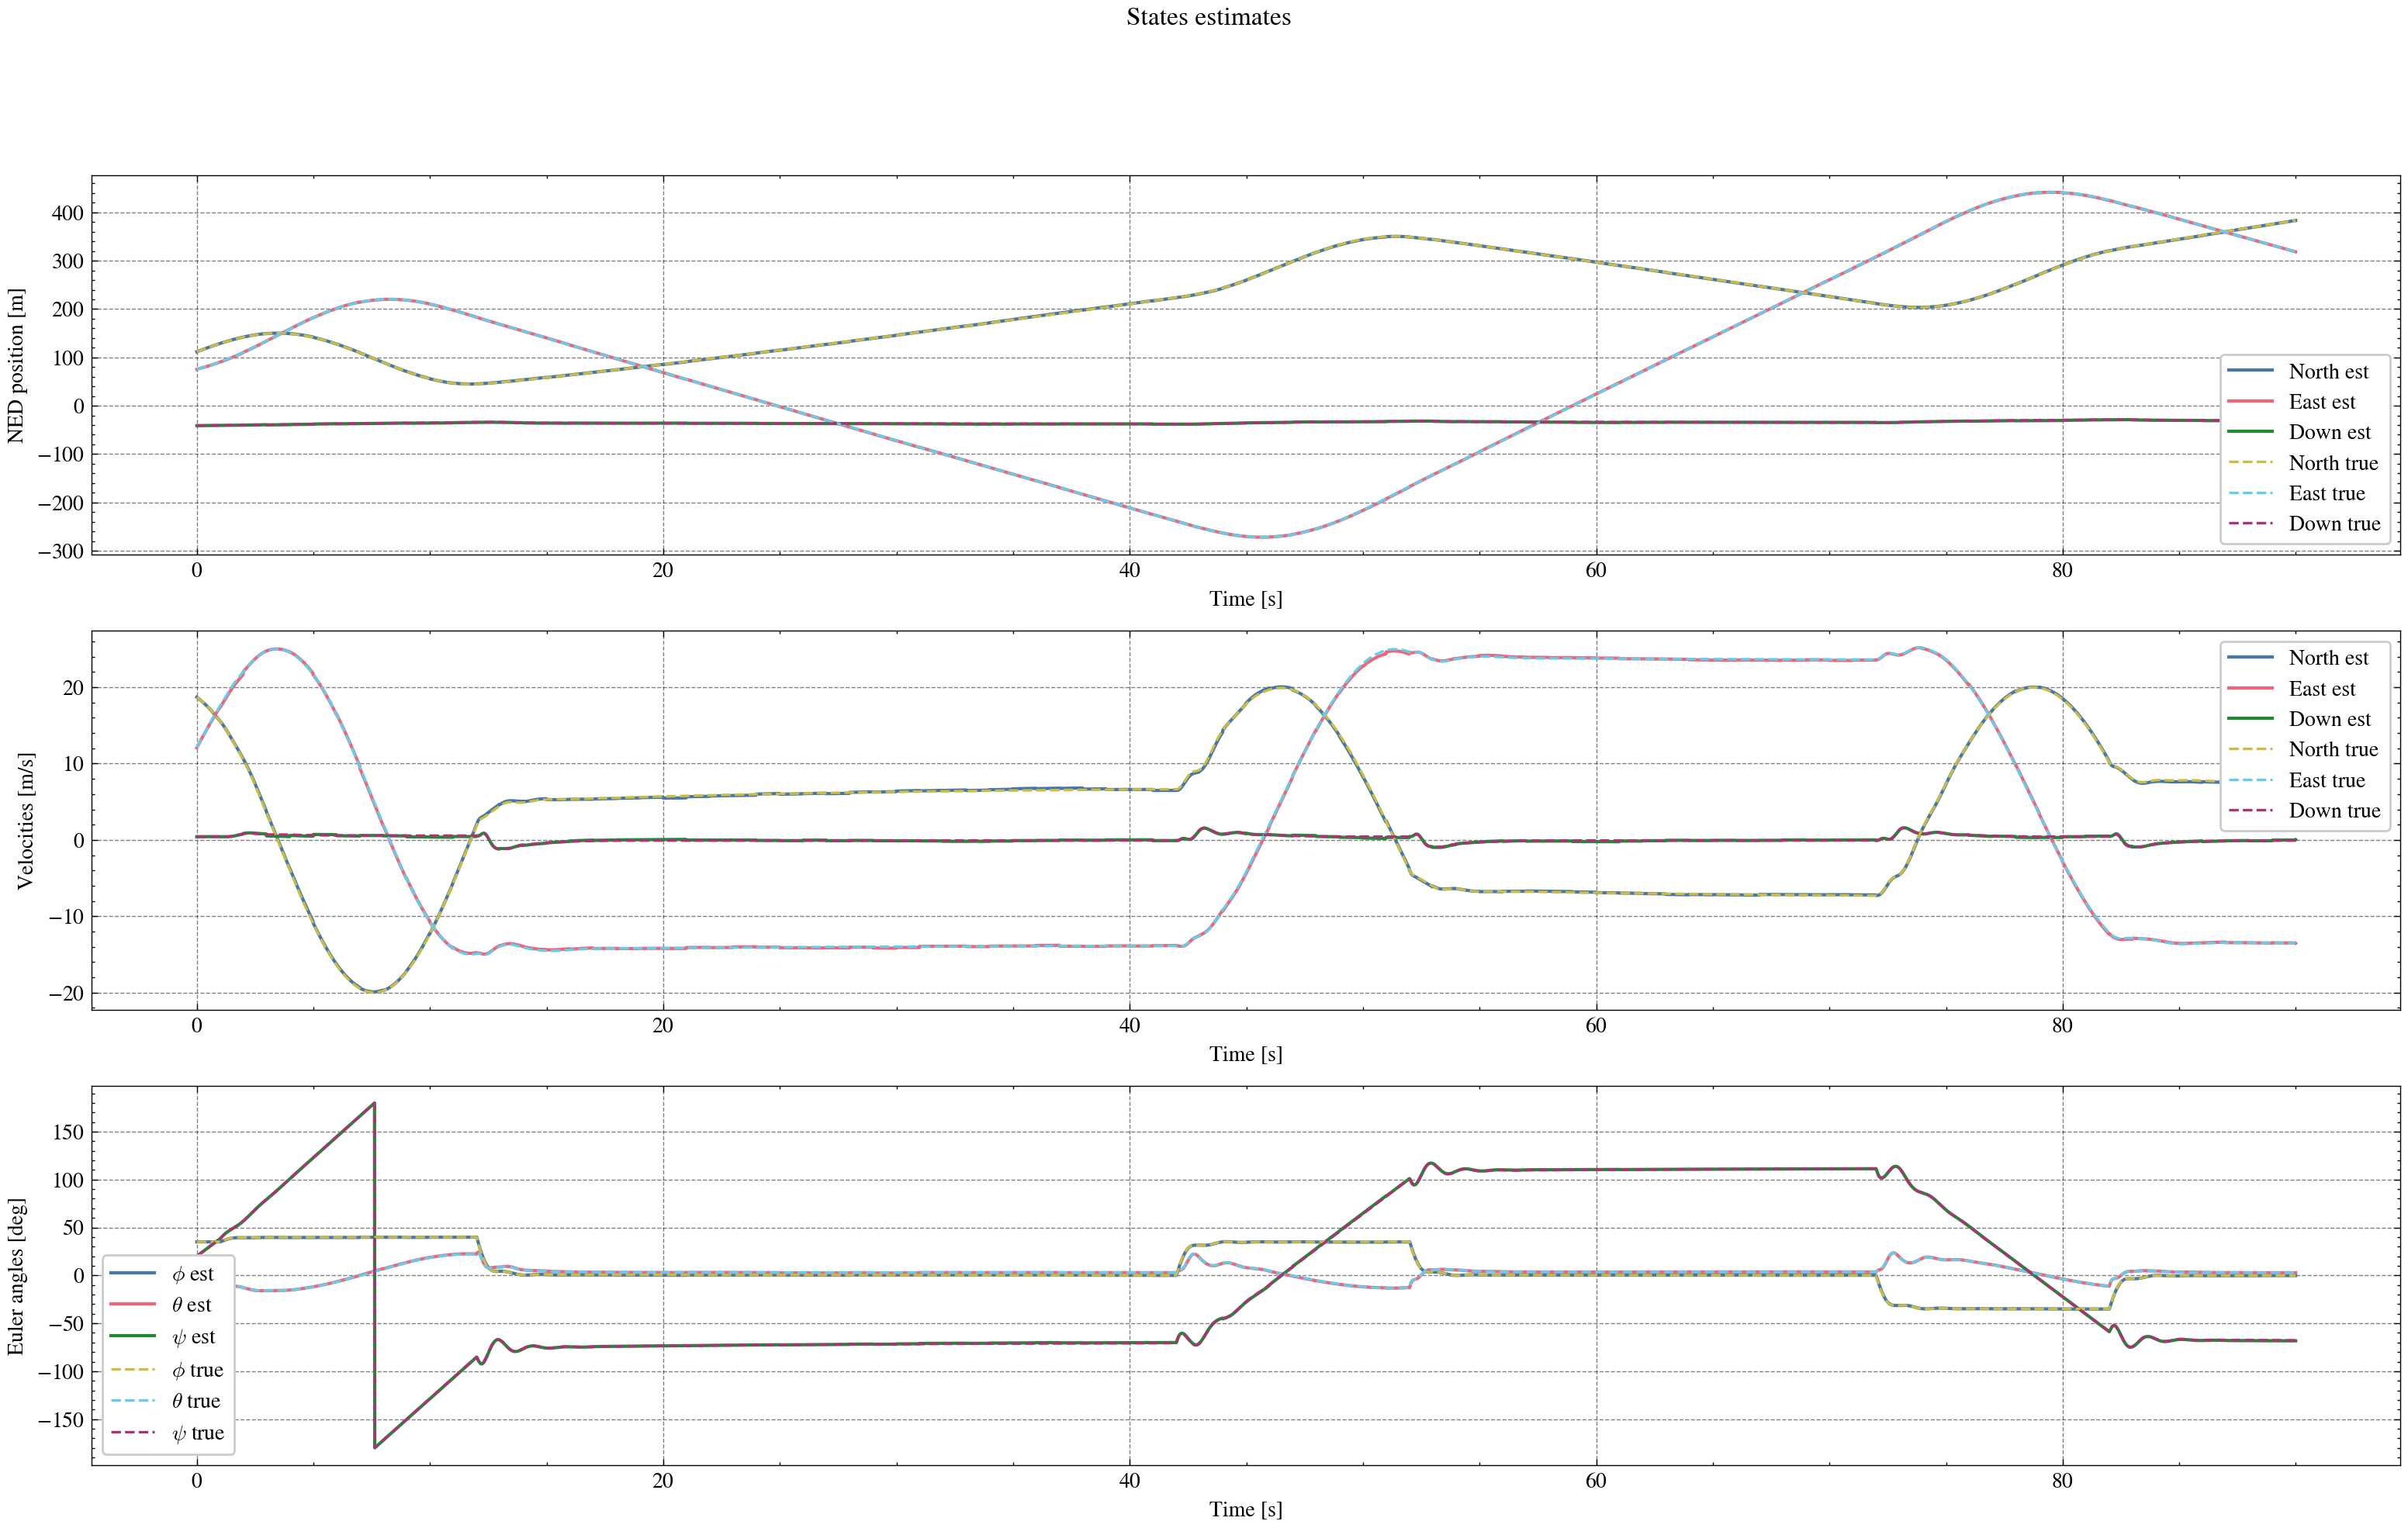 States estimates
NED position [m]
400
300
200
100
0
−100
−200
−300
North est
East est
Down est
North true
East true
Down true
0 20 40 60 80
Time [s]
Velocities [m/s]
20
10
0
−10
−20
North est
East est
Down est
North true
East true
Down true
0 20 40 60 80
Time [s]
Euler angles [deg]
150
100
50
0
−50
−100
−150
ϕ est
θ est
ψ est
ϕ true
θ true
ψ true
0 20 40 60 80
Time [s]